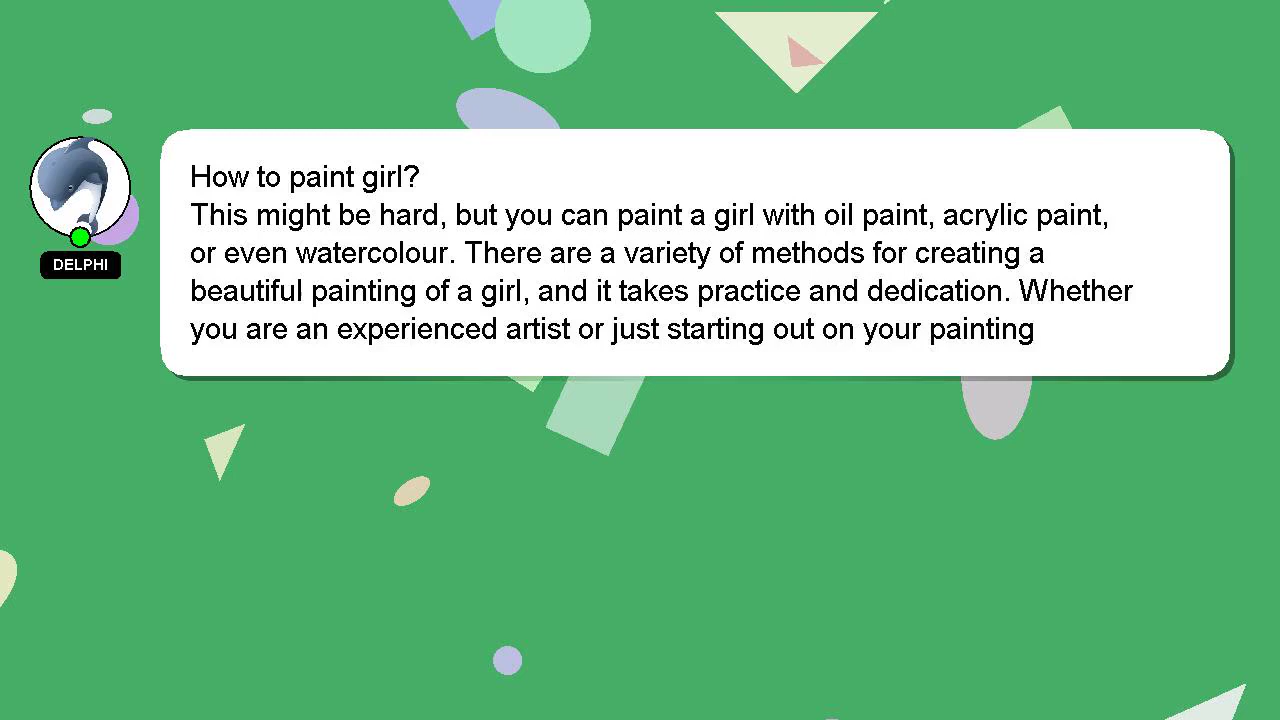 How to paint girl?
This might be hard, but you can paint a girl with oil paint, acrylic paint,
or even watercolour. There are a variety of methods for creating a
beautiful painting of a girl, and it takes practice and dedication. Whether
you are an experienced artist or just starting out on your painting
DELPHI